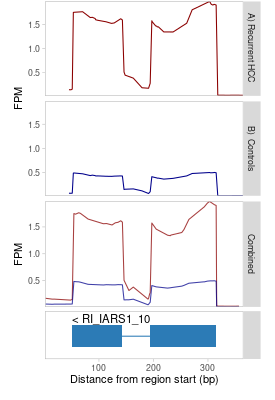 1.5
1.0
0.5
A) Recurrent HCC
FPM
1.5
1.0
0.5
B) Controls
1.5
1.0
0.5
Combined
FPM
< RI_IARS1_10
100
200
300
Distance from region start (bp)